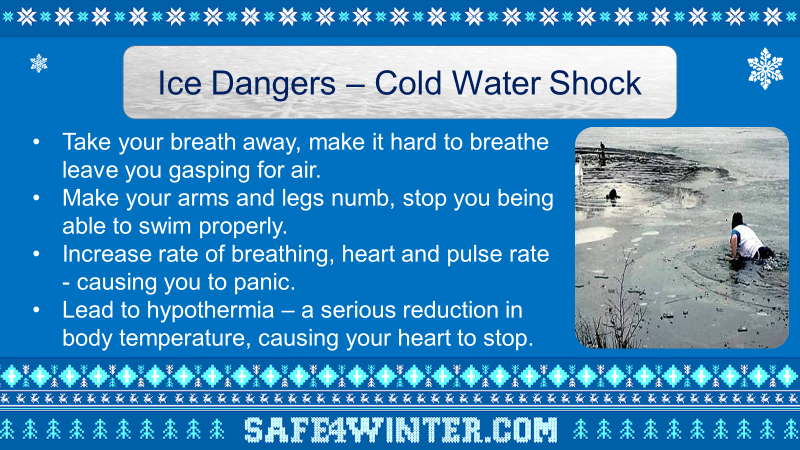 Ice Dangers – Cold Water Shock
• Take your breath away, make it hard to breathe
leave you gasping for air.
• Make your arms and legs numb, stop you being
able to swim properly.
• Increase rate of breathing, heart and pulse rate
- causing you to panic.
• Lead to hypothermia – a serious reduction in
body temperature, causing your heart to stop.
SAFE4WINTER.COM